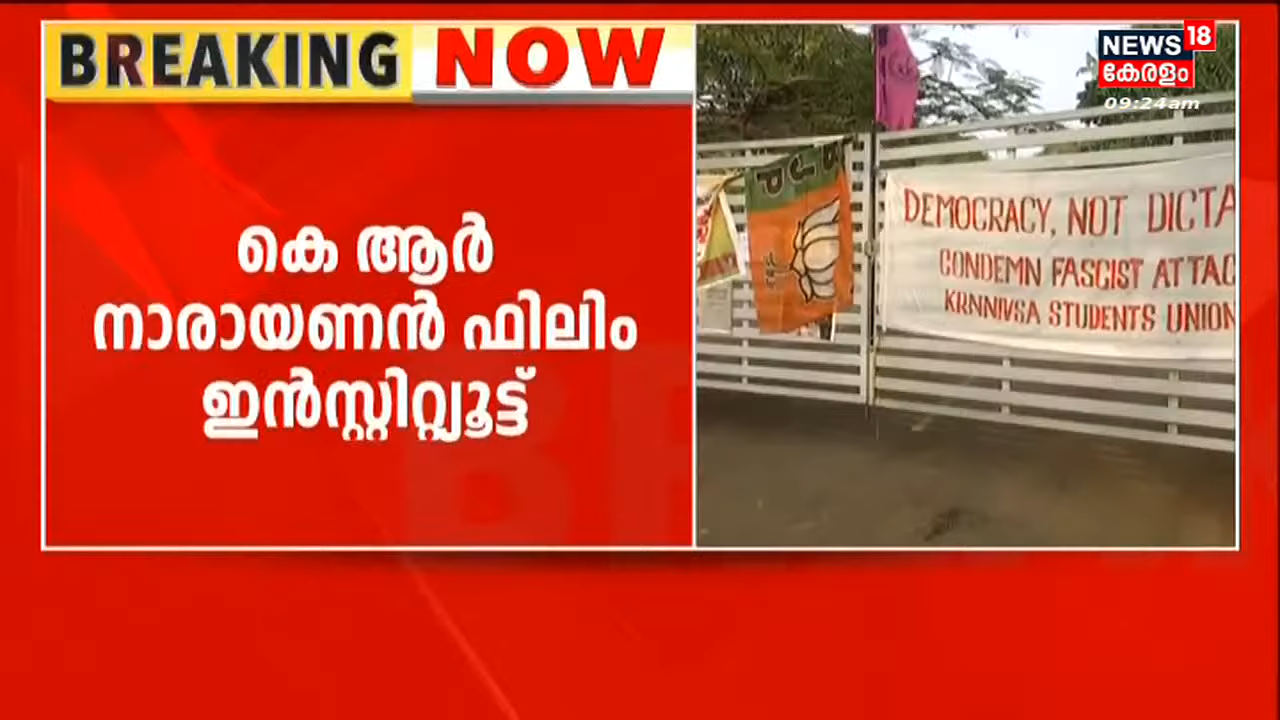 BREAKING NOW
കെ ആർ
നാരായണൻ ഫിലിം
ഇൻസ്റ്റിറ്റ്യൂട്ട്
NEWS 18
കേരളം
09:24am
BJP
DEMOCRACY, NOT DICTA
CONDEMN FASCIST ATTAC
KRNNIVSA STUDENTS UNION